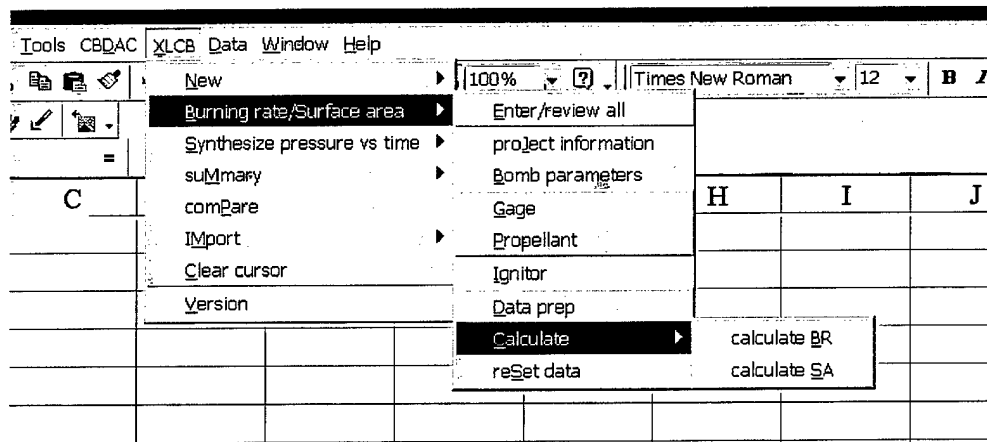 Tools CBDAC XLCB Data Window Help
100% Times New Roman 12 B I
New
Burning rate/Surface area
Synthesize pressure vs time
suMmary
comPare
IMport
Clear cursor
Version
Enter/review all
proJect information
Bomb parameters
Gage
Propellant
Ignitor
Data prep
Calculate
reSet data
calculate BR
calculate SA
=
C H I J